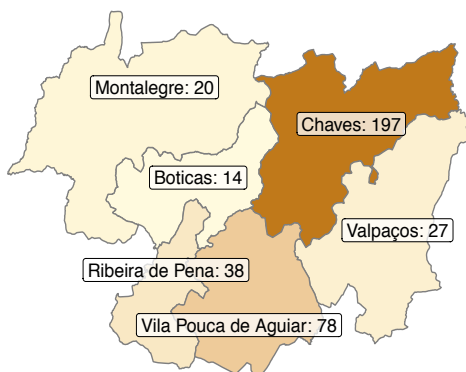 Montalegre: 20
Chaves: 197
Boticas: 14
Valpaços: 27
Ribeira de Pena: 38
Vila Pouca de Aguiar: 78